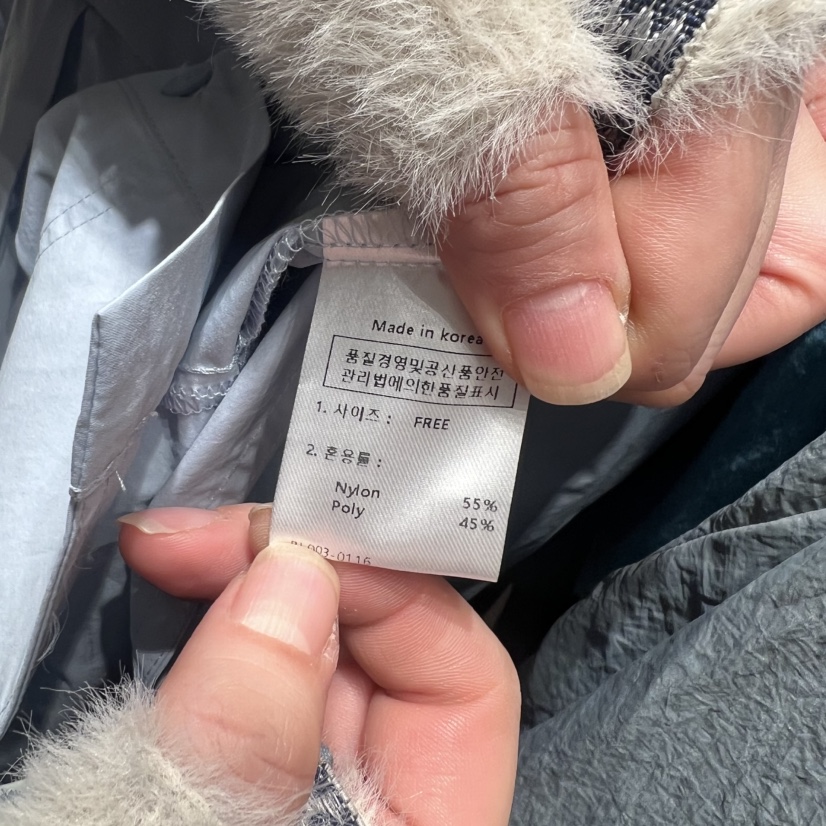 Made in korea
품질경영및공산품안전
관리법에의한품질표시
1. 사이즈 : FREE
2. 혼용률 :
Nylon 55%
Poly 45%